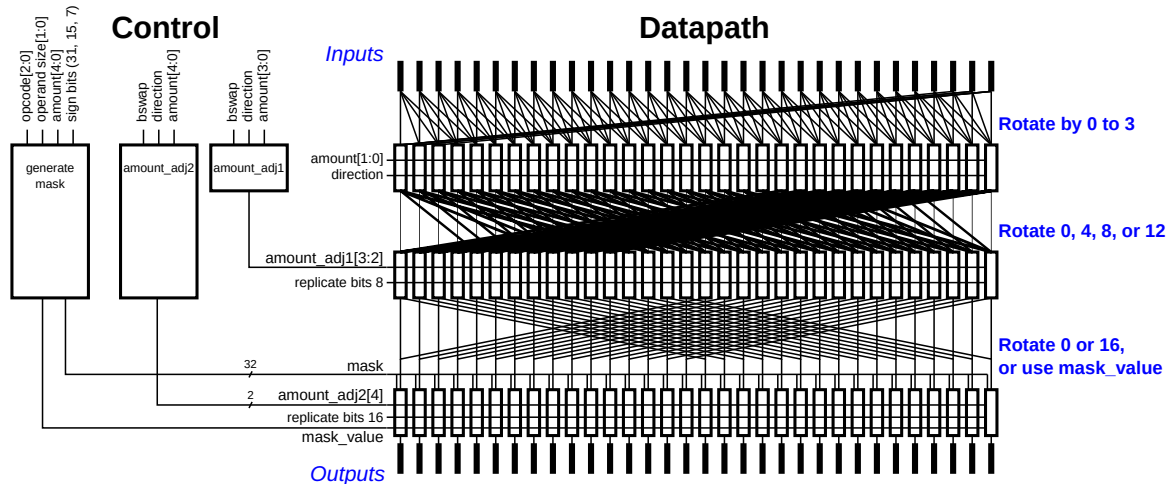 Control
Datapath
Inputs
opcode[2:0]
operand size[1:0]
amount[4:0]
sign bits (31, 15, 7)
bswap
direction
amount[4:0]
bswap
direction
amount[3:0]
Rotate by 0 to 3
generate
mask
amount_adj2
amount_adj1
amount[1:0]
direction
Rotate 0, 4, 8, or 12
amount_adj1[3:2]
replicate bits 8
Rotate 0 or 16,
or use mask_value
32
mask
2
amount_adj2[4]
replicate bits 16
mask_value
Outputs